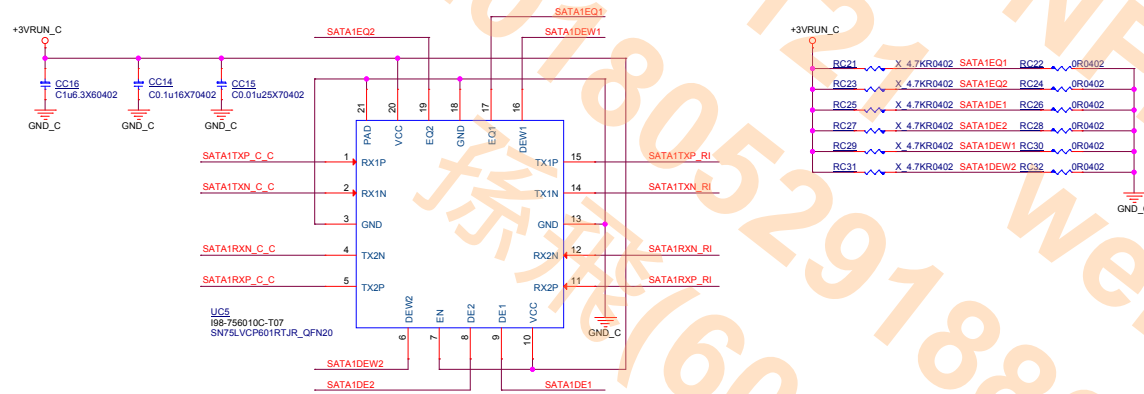 +3VRUN_C
CC16
C1u6.3X60402
GND_C
CC14
C0.1u16X70402
GND_C
CC15
C0.01u25X70402
GND_C
SATA1EQ2
SATA1EQ1
SATA1DEW1
21
20
19
18
17
16
PAD
VCC
EQ2
GND
EQ1
DEW1
SATA1TXP_C_C
1
RX1P
TX1P
15
SATA1TXP_RI
SATA1TXN_C_C
2
RX1N
TX1N
14
SATA1TXN_RI
3
GND
GND
13
SATA1RXN_C_C
4
TX2N
RX2N
12
SATA1RXN_RI
SATA1RXP_C_C
5
TX2P
RX2P
11
SATA1RXP_RI
UC5
I98-756010C-T07
SN75LVCP601RTJR_QFN20
DEW2
EN
DE2
DE1
VCC
6
7
8
9
10
GND_C
SATA1DEW2
SATA1DE2
SATA1DE1
+3VRUN_C
RC21 X_4.7KR0402 SATA1EQ1 RC22 0R0402
RC23 X_4.7KR0402 SATA1EQ2 RC24 0R0402
RC25 X_4.7KR0402 SATA1DE1 RC26 0R0402
RC27 X_4.7KR0402 SATA1DE2 RC28 0R0402
RC29 X_4.7KR0402 SATA1DEW1 RC30 0R0402
RC31 X_4.7KR0402 SATA1DEW2 RC32 0R0402
GND_C